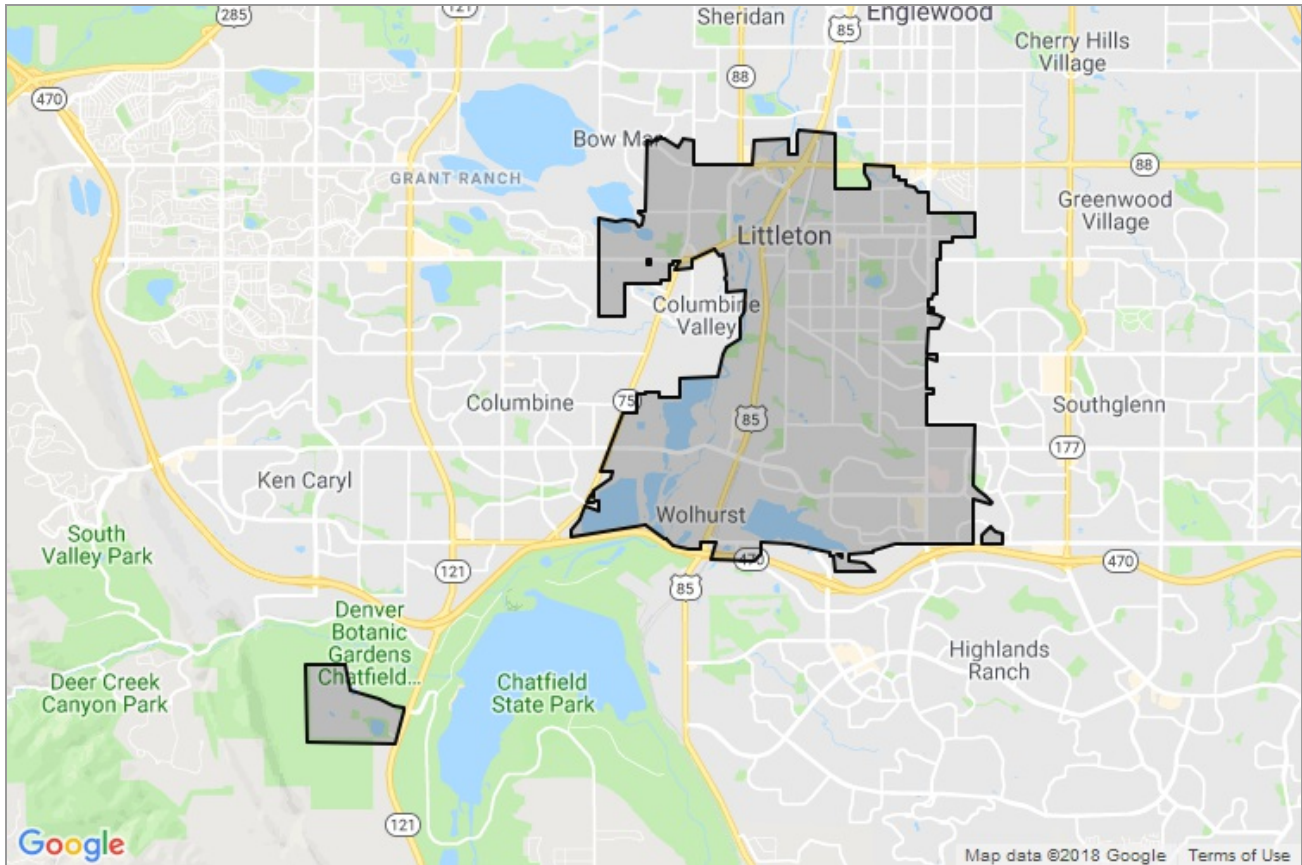 285
121
Sheridan
Englewood
85
Cherry Hills
Village
470
88
Bow Mar
88
GRANT RANCH
Greenwood
Village
Littleton
Columbine
Valley
75
Columbine
85
Southglenn
177
Ken Caryl
Wolhurst
South
Valley Park
121
470
470
85
Denver
Botanic
Gardens
Chatfield...
Highlands
Ranch
Deer Creek
Canyon Park
Chatfield
State Park
121
Google
Map data ©2018 Google
Terms of Use